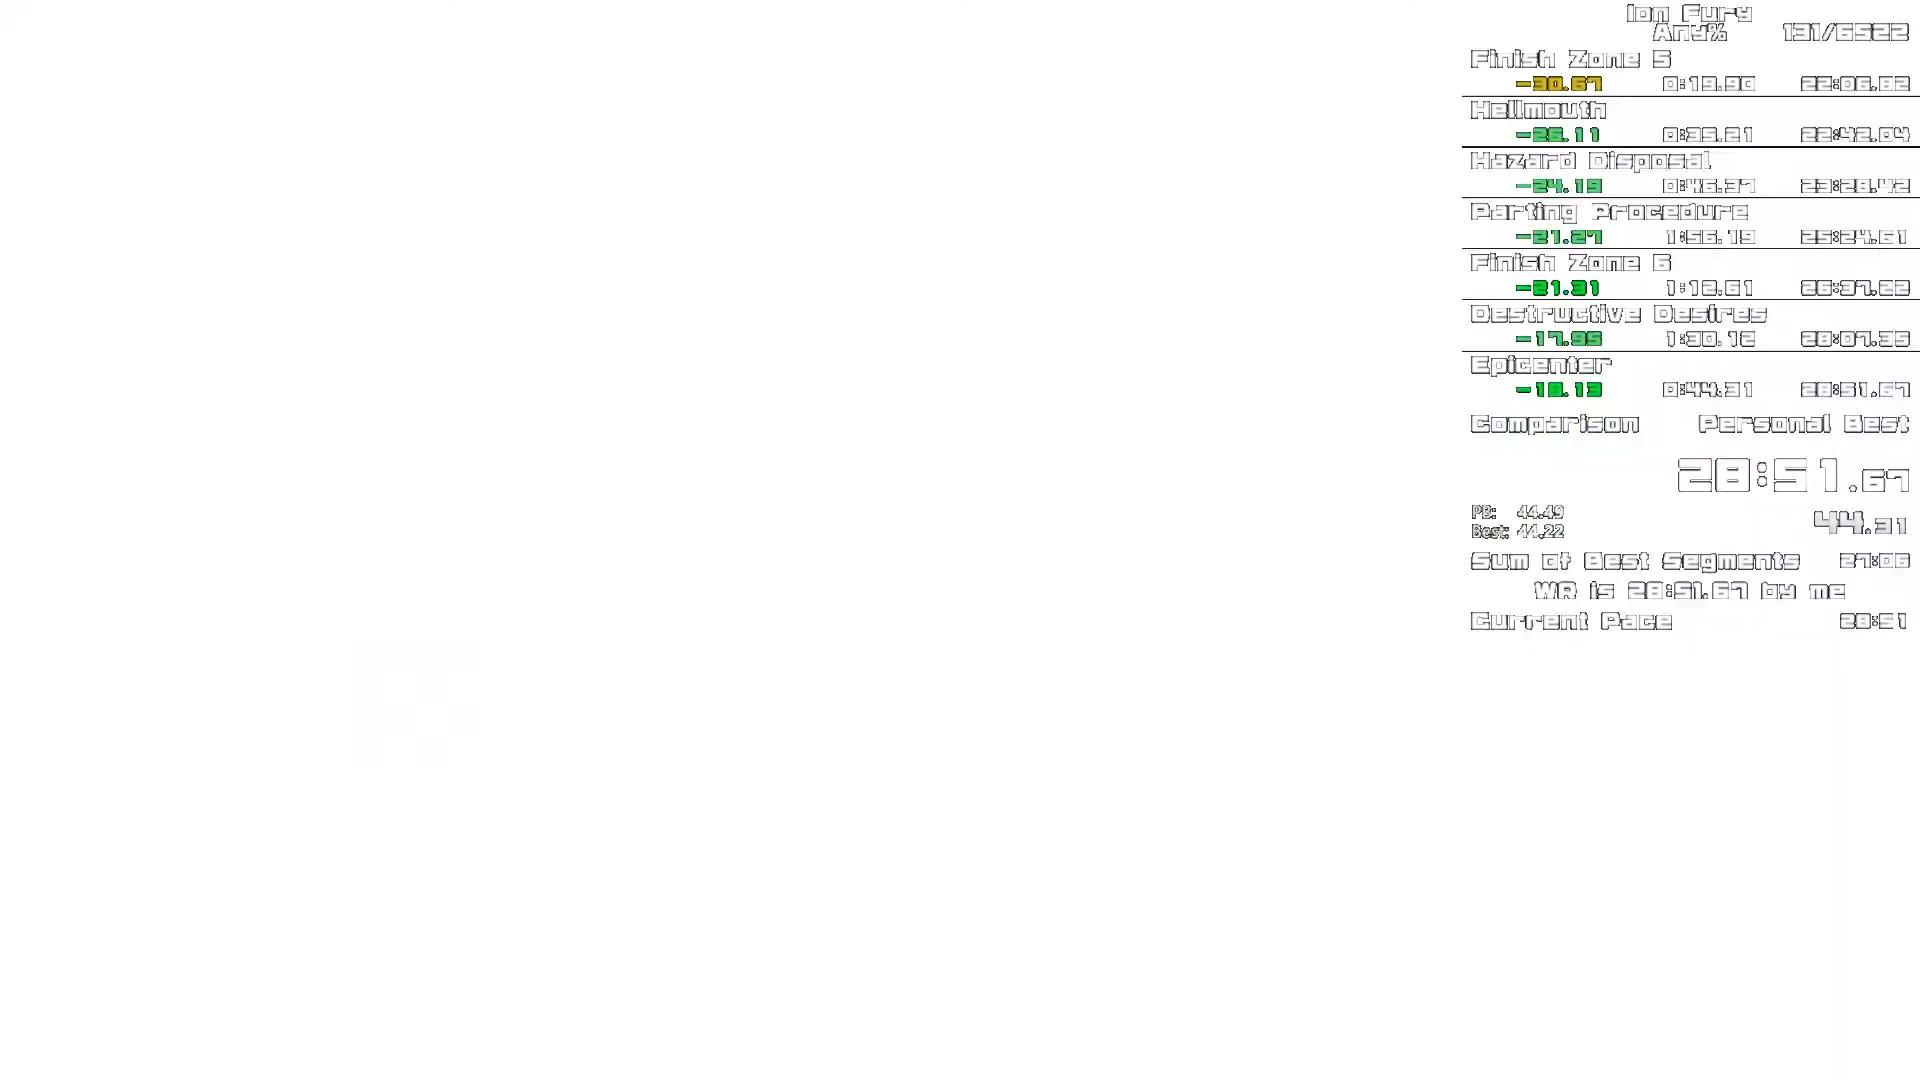 Ion Fury
Any% 131/6522
Finish Zone 5
-30.67 0:19.90 22:06.82
Hellmouth
-26.11 0:35.21 22:42.04
Hazard Disposal
-24.19 0:46.37 23:28.42
Parting Procedure
-21.27 1:56.19 25:24.61
Finish Zone 6
-21.31 1:12.61 26:37.22
Destructive Desires
-17.95 1:30.12 28:07.35
Epicenter
-18.13 0:44.31 28:51.67
Comparison Personal Best
28:51.67
PB: 44.49 44.31
Best: 44.22
Sum of Best Segments 27:06
WR is 28:51.67 by me
Current Pace 28:51